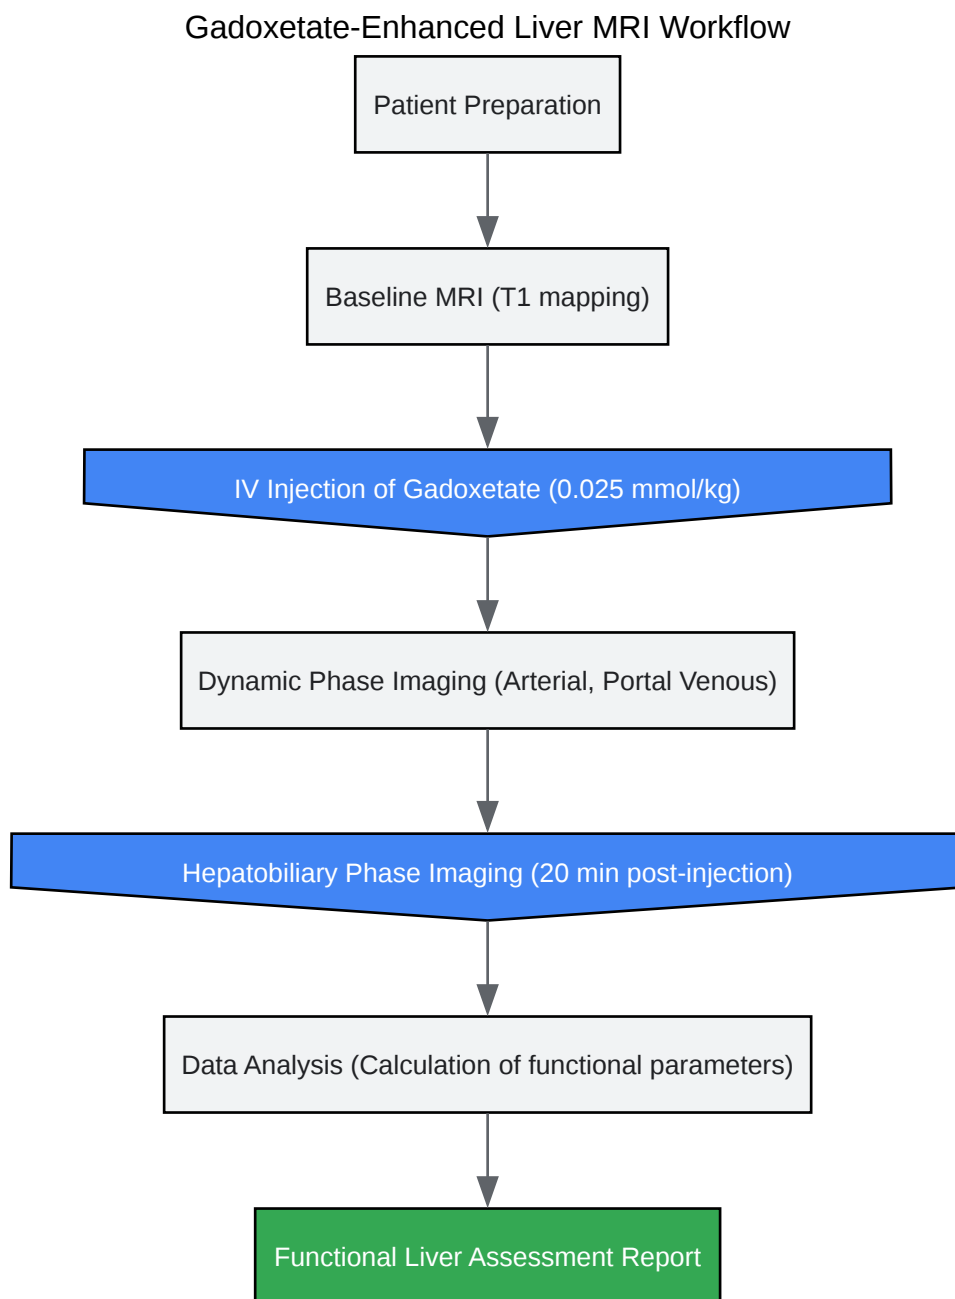 Gadoxetate-Enhanced Liver MRI Workflow
Patient Preparation
Baseline MRI (T1 mapping)
IV Injection of Gadoxetate (0.025 mmol/kg)
Dynamic Phase Imaging (Arterial, Portal Venous)
Hepatobiliary Phase Imaging (20 min post-injection)
Data Analysis (Calculation of functional parameters)
Functional Liver Assessment Report